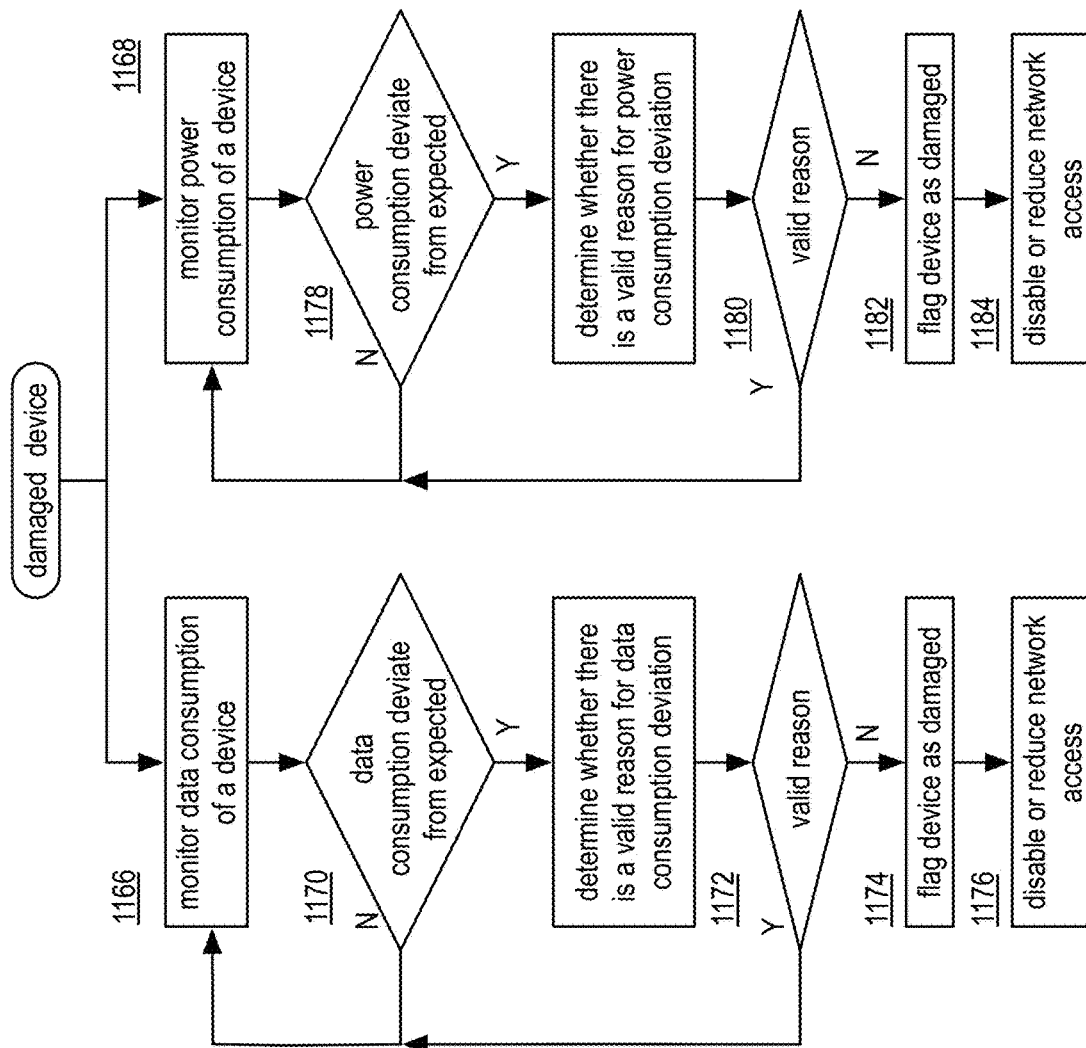 damaged device
1166
monitor data consumption
of a device
1170
data
consumption deviate
from expected
N
Y
determine whether there
is a valid reason for data
consumption deviation
1172
valid reason
Y
N
1174
flag device as damaged
1176
disable or reduce network
access
1168
monitor power
consumption of a device
1178
power
consumption deviate
from expected
N
Y
determine whether there
is a valid reason for power
consumption deviation
1180
valid reason
Y
N
1182
flag device as damaged
1184
disable or reduce network
access